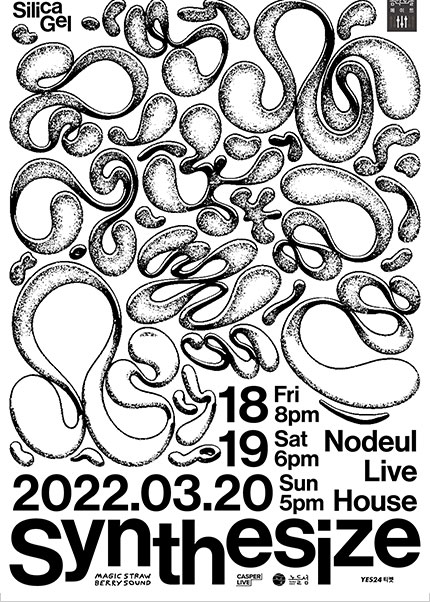 Silica
Gel
18 Fri
8pm
19 Sat
6pm
2022.03.20 Sun
5pm
Nodeul
Live
House
Synthesize
MAGIC STRAW
BERRY SOUND
CASPER
LIVE
노들섬
YES24 티켓